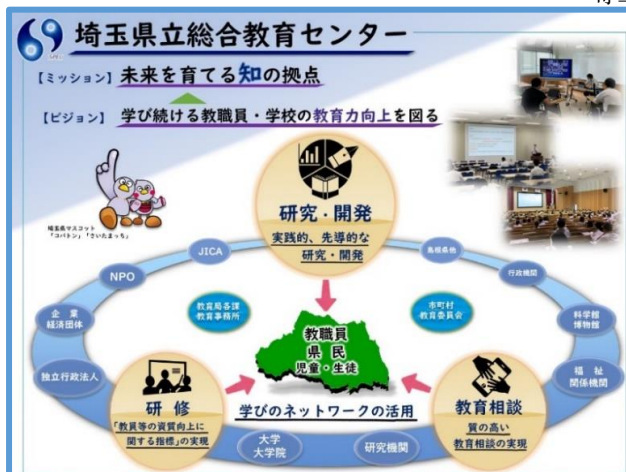 埼玉県立総合教育センター
【ミッション】未来を育てる知の拠点
【ビジョン】学び続ける教職員・学校の教育力向上を図る
埼玉県マスコット
「コバトン」「さいたまっち」
研究・開発
実践的、先導的な
研究・開発
JICA
島根県他
NPO
行政機関
企業
経済団体
教育局各課
教育事務所
市町村
教育委員会
科学館
博物館
教職員
県民
児童・生徒
独立行政法人
福祉
関係機関
研修
「教員等の資質向上に
関する指標」の実現
学びのネットワークの活用
教育相談
質の高い
教育相談の実現
大学
大学院
研究機関